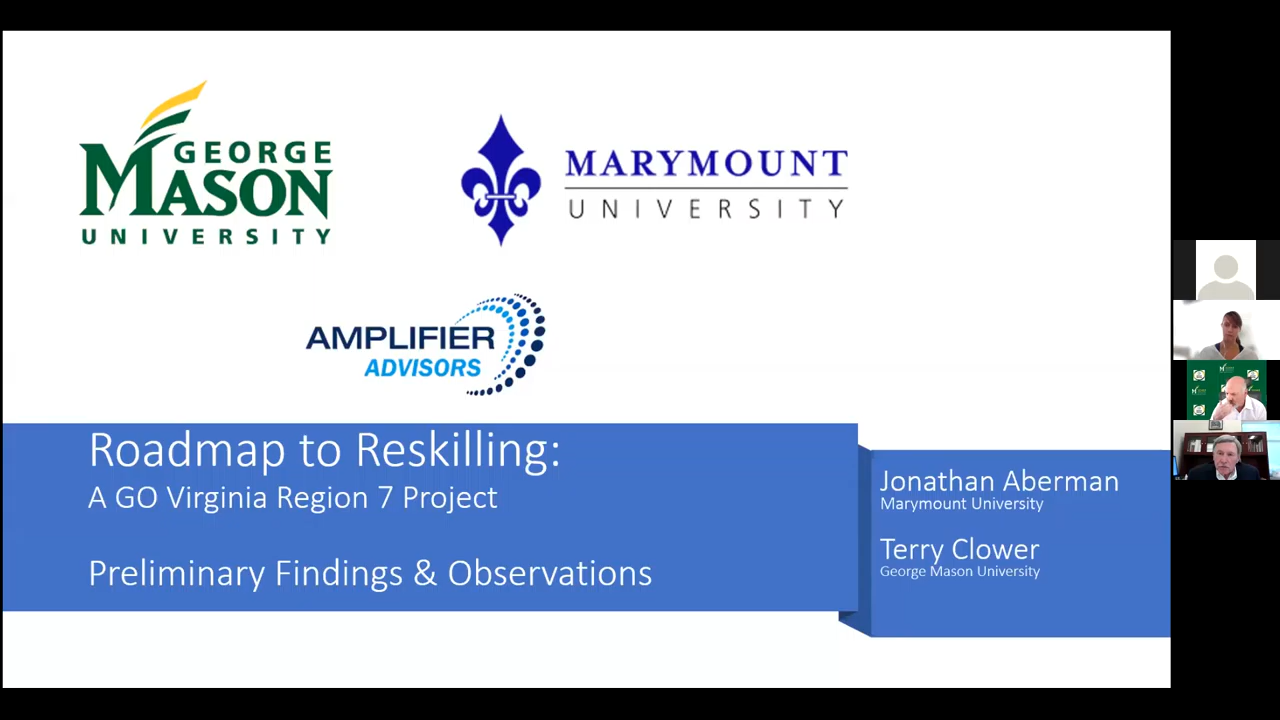 GEORGE
MASON
UNIVERSITY
MARYMOUNT
UNIVERSITY
AMPLIFIER
ADVISORS
Roadmap to Reskilling:
A GO Virginia Region 7 Project
Preliminary Findings & Observations
Jonathan Aberman
Marymount University
Terry Clower
George Mason University